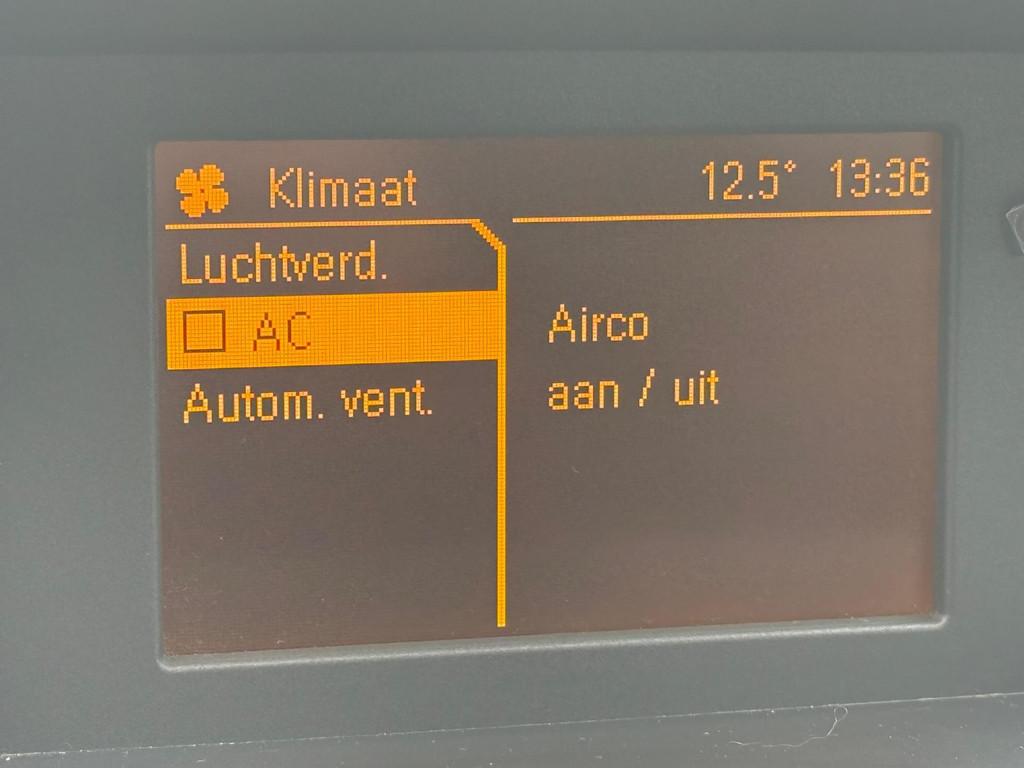 Klimaat 12.5° 13:36
Luchtverd.
AC
Autom. vent.
Airco
aan / uit